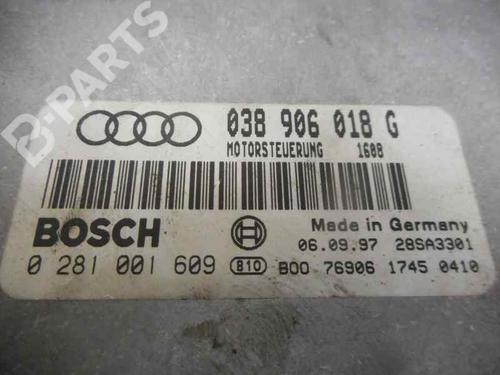 B-PARTS
038 906 018 G
MOTORSTEUERUNG 1608
BOSCH
Made in Germany
06.09.97 28SA3301
0 281 001 609 810 B00 76906 1745 0410